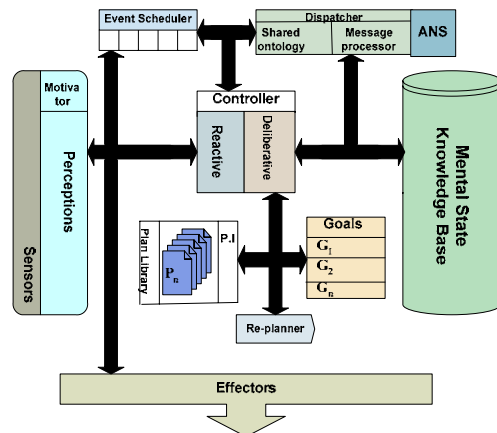 Event Scheduler
Dispatcher
Shared
ontology
Message
processor
ANS
Motiva
tor
Perceptions
Sensors
Controller
Reactive
Deliberative
Mental State
Knowledge Base
Plan Library
Pn
P.I
Goals
G1
G2
Gn
Re-planner
Effectors